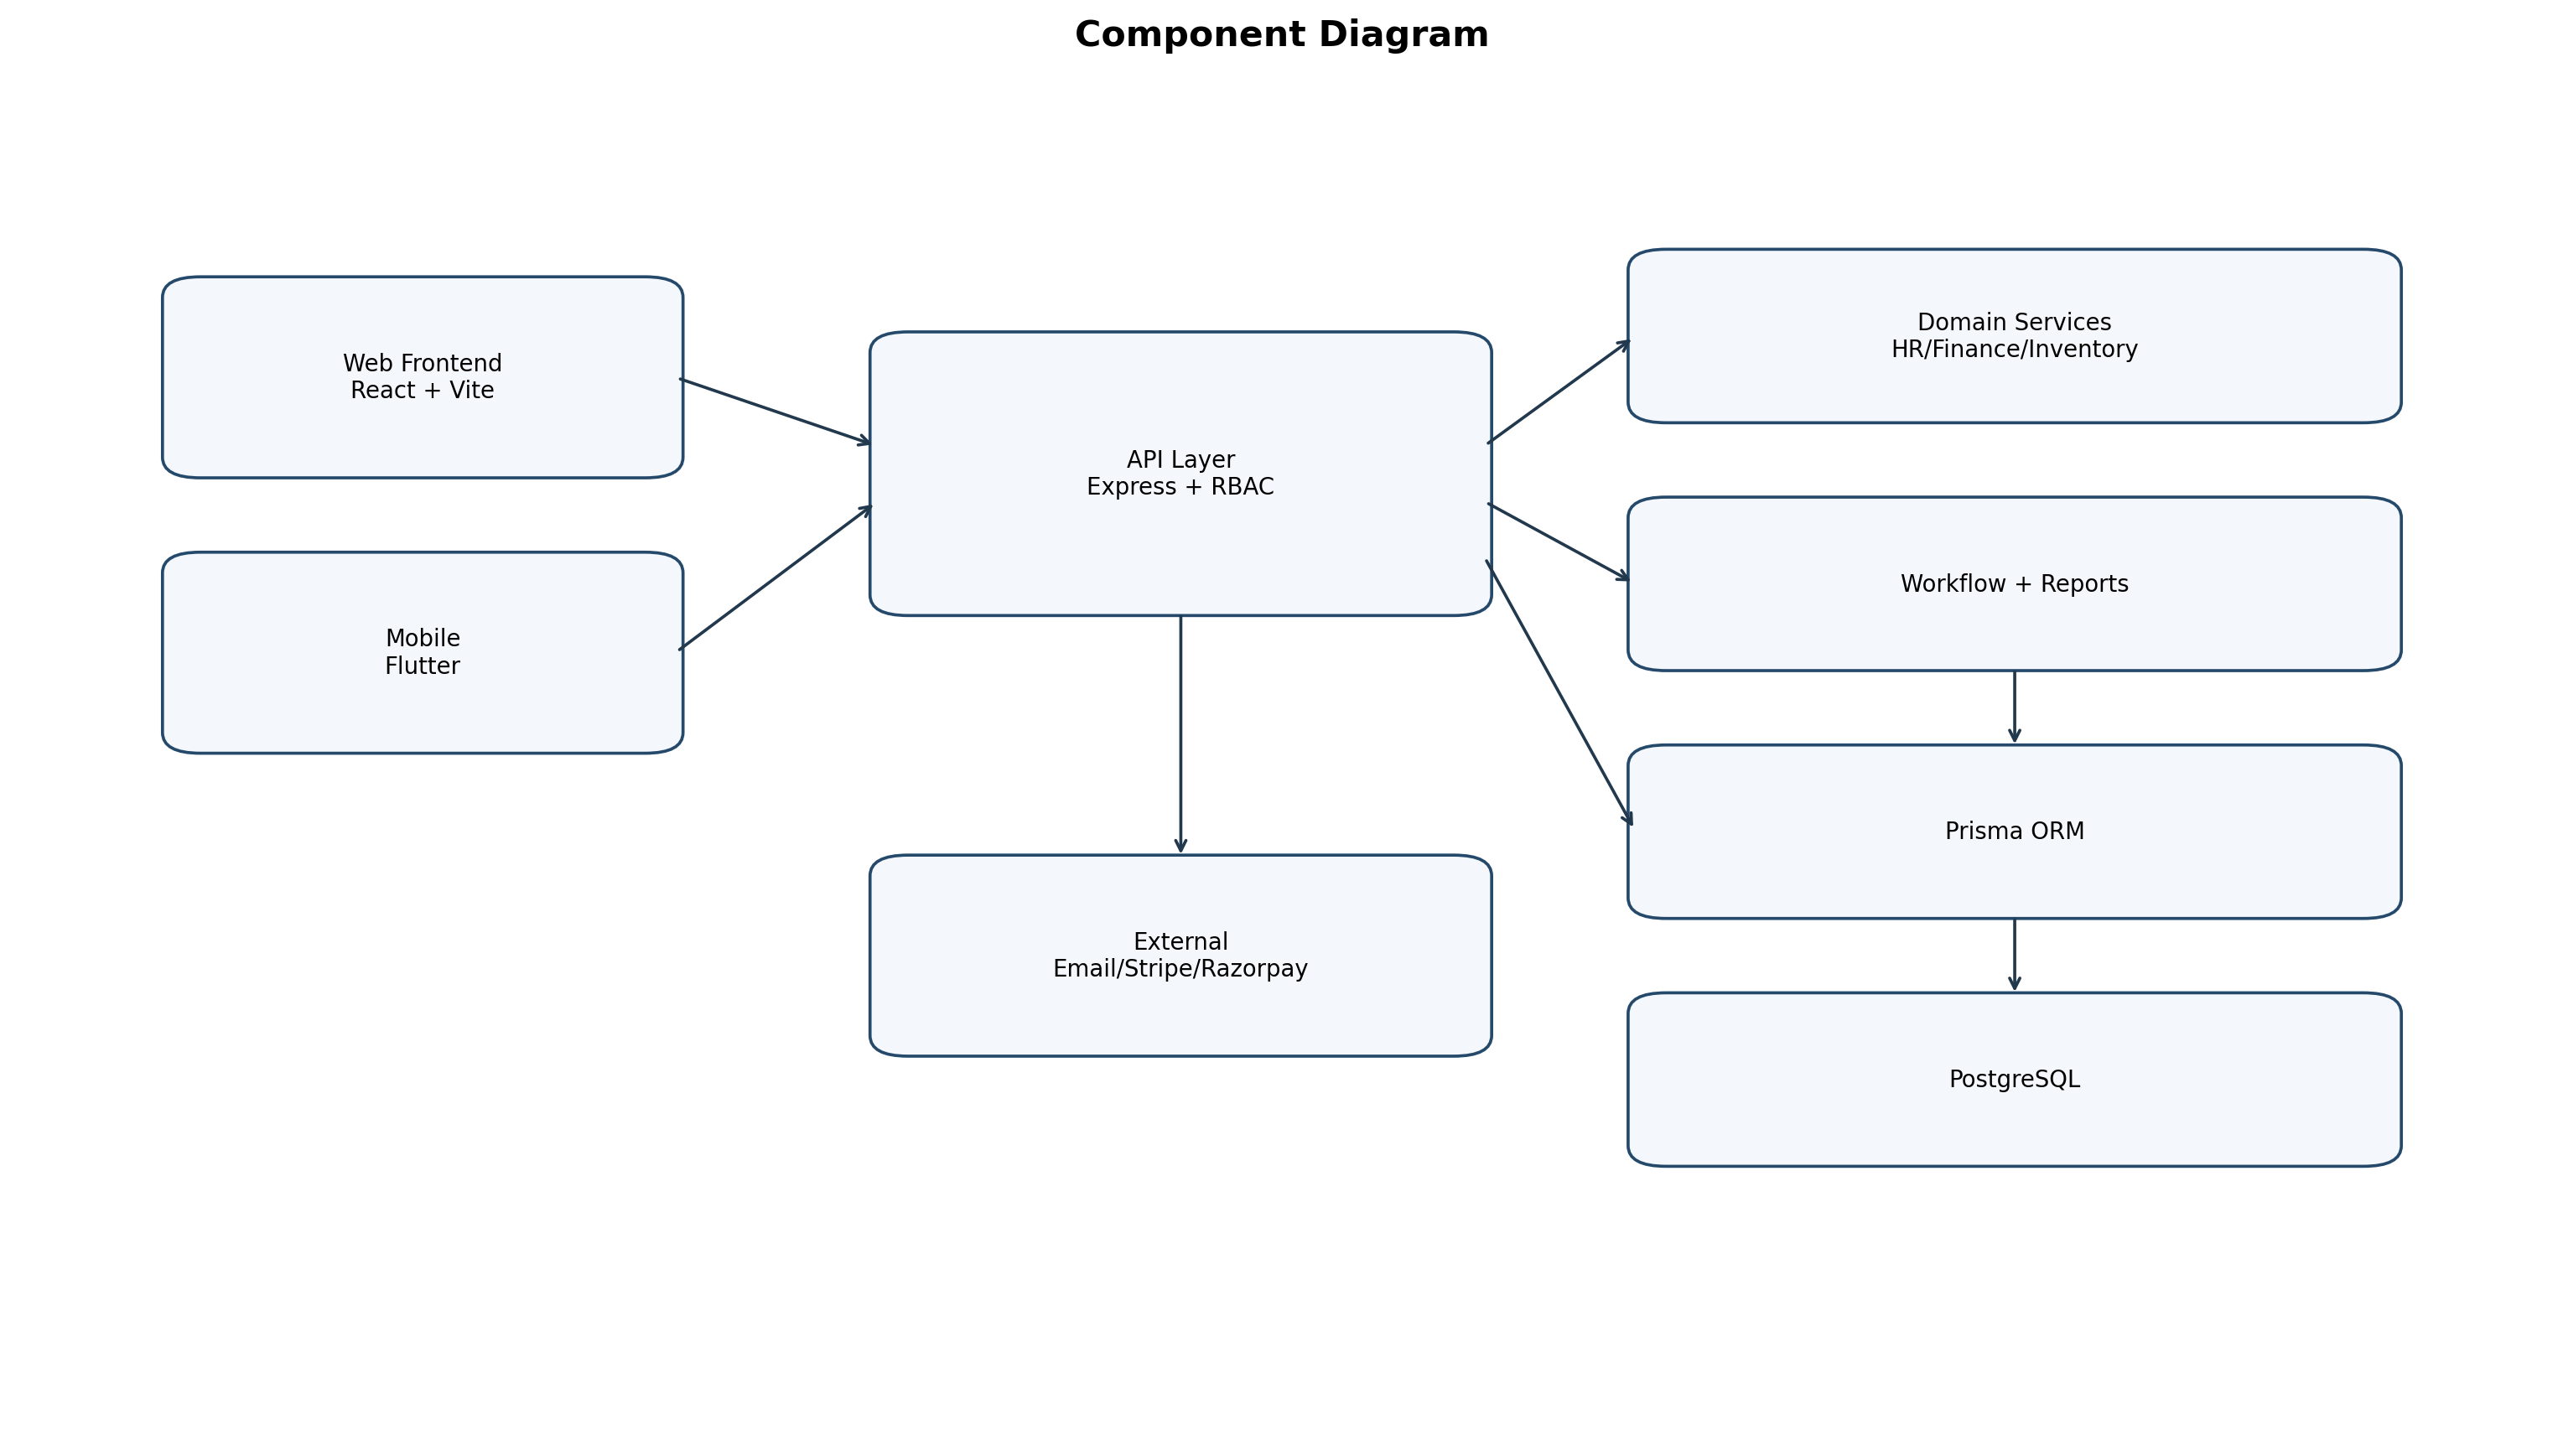 Component Diagram
Web Frontend
React + Vite
Mobile
Flutter
API Layer
Express + RBAC
External
Email/Stripe/Razorpay
Domain Services
HR/Finance/Inventory
Workflow + Reports
Prisma ORM
PostgreSQL